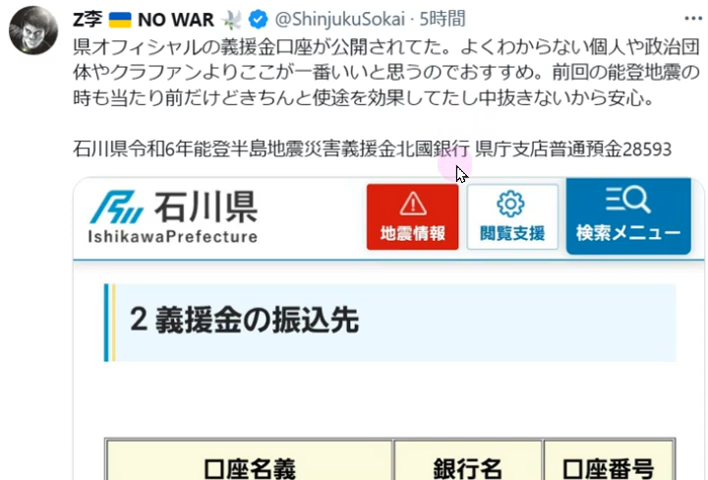 Z李 NO WAR @ShinjukuSokai · 5時間
県オフィシャルの義援金口座が公開されてた。よくわからない個人や政治団
体やクラファンよりここが一番いいと思うのでおすすめ。前回の能登地震の
時も当たり前だけどきちんと使途を効果してたし中抜きないから安心。
石川県令和6年能登半島地震災害義援金北國銀行 県庁支店普通預金28593
石川県
IshikawaPrefecture
地震情報 閲覧支援 検索メニュー
2 義援金の振込先
口座名義 銀行名 口座番号